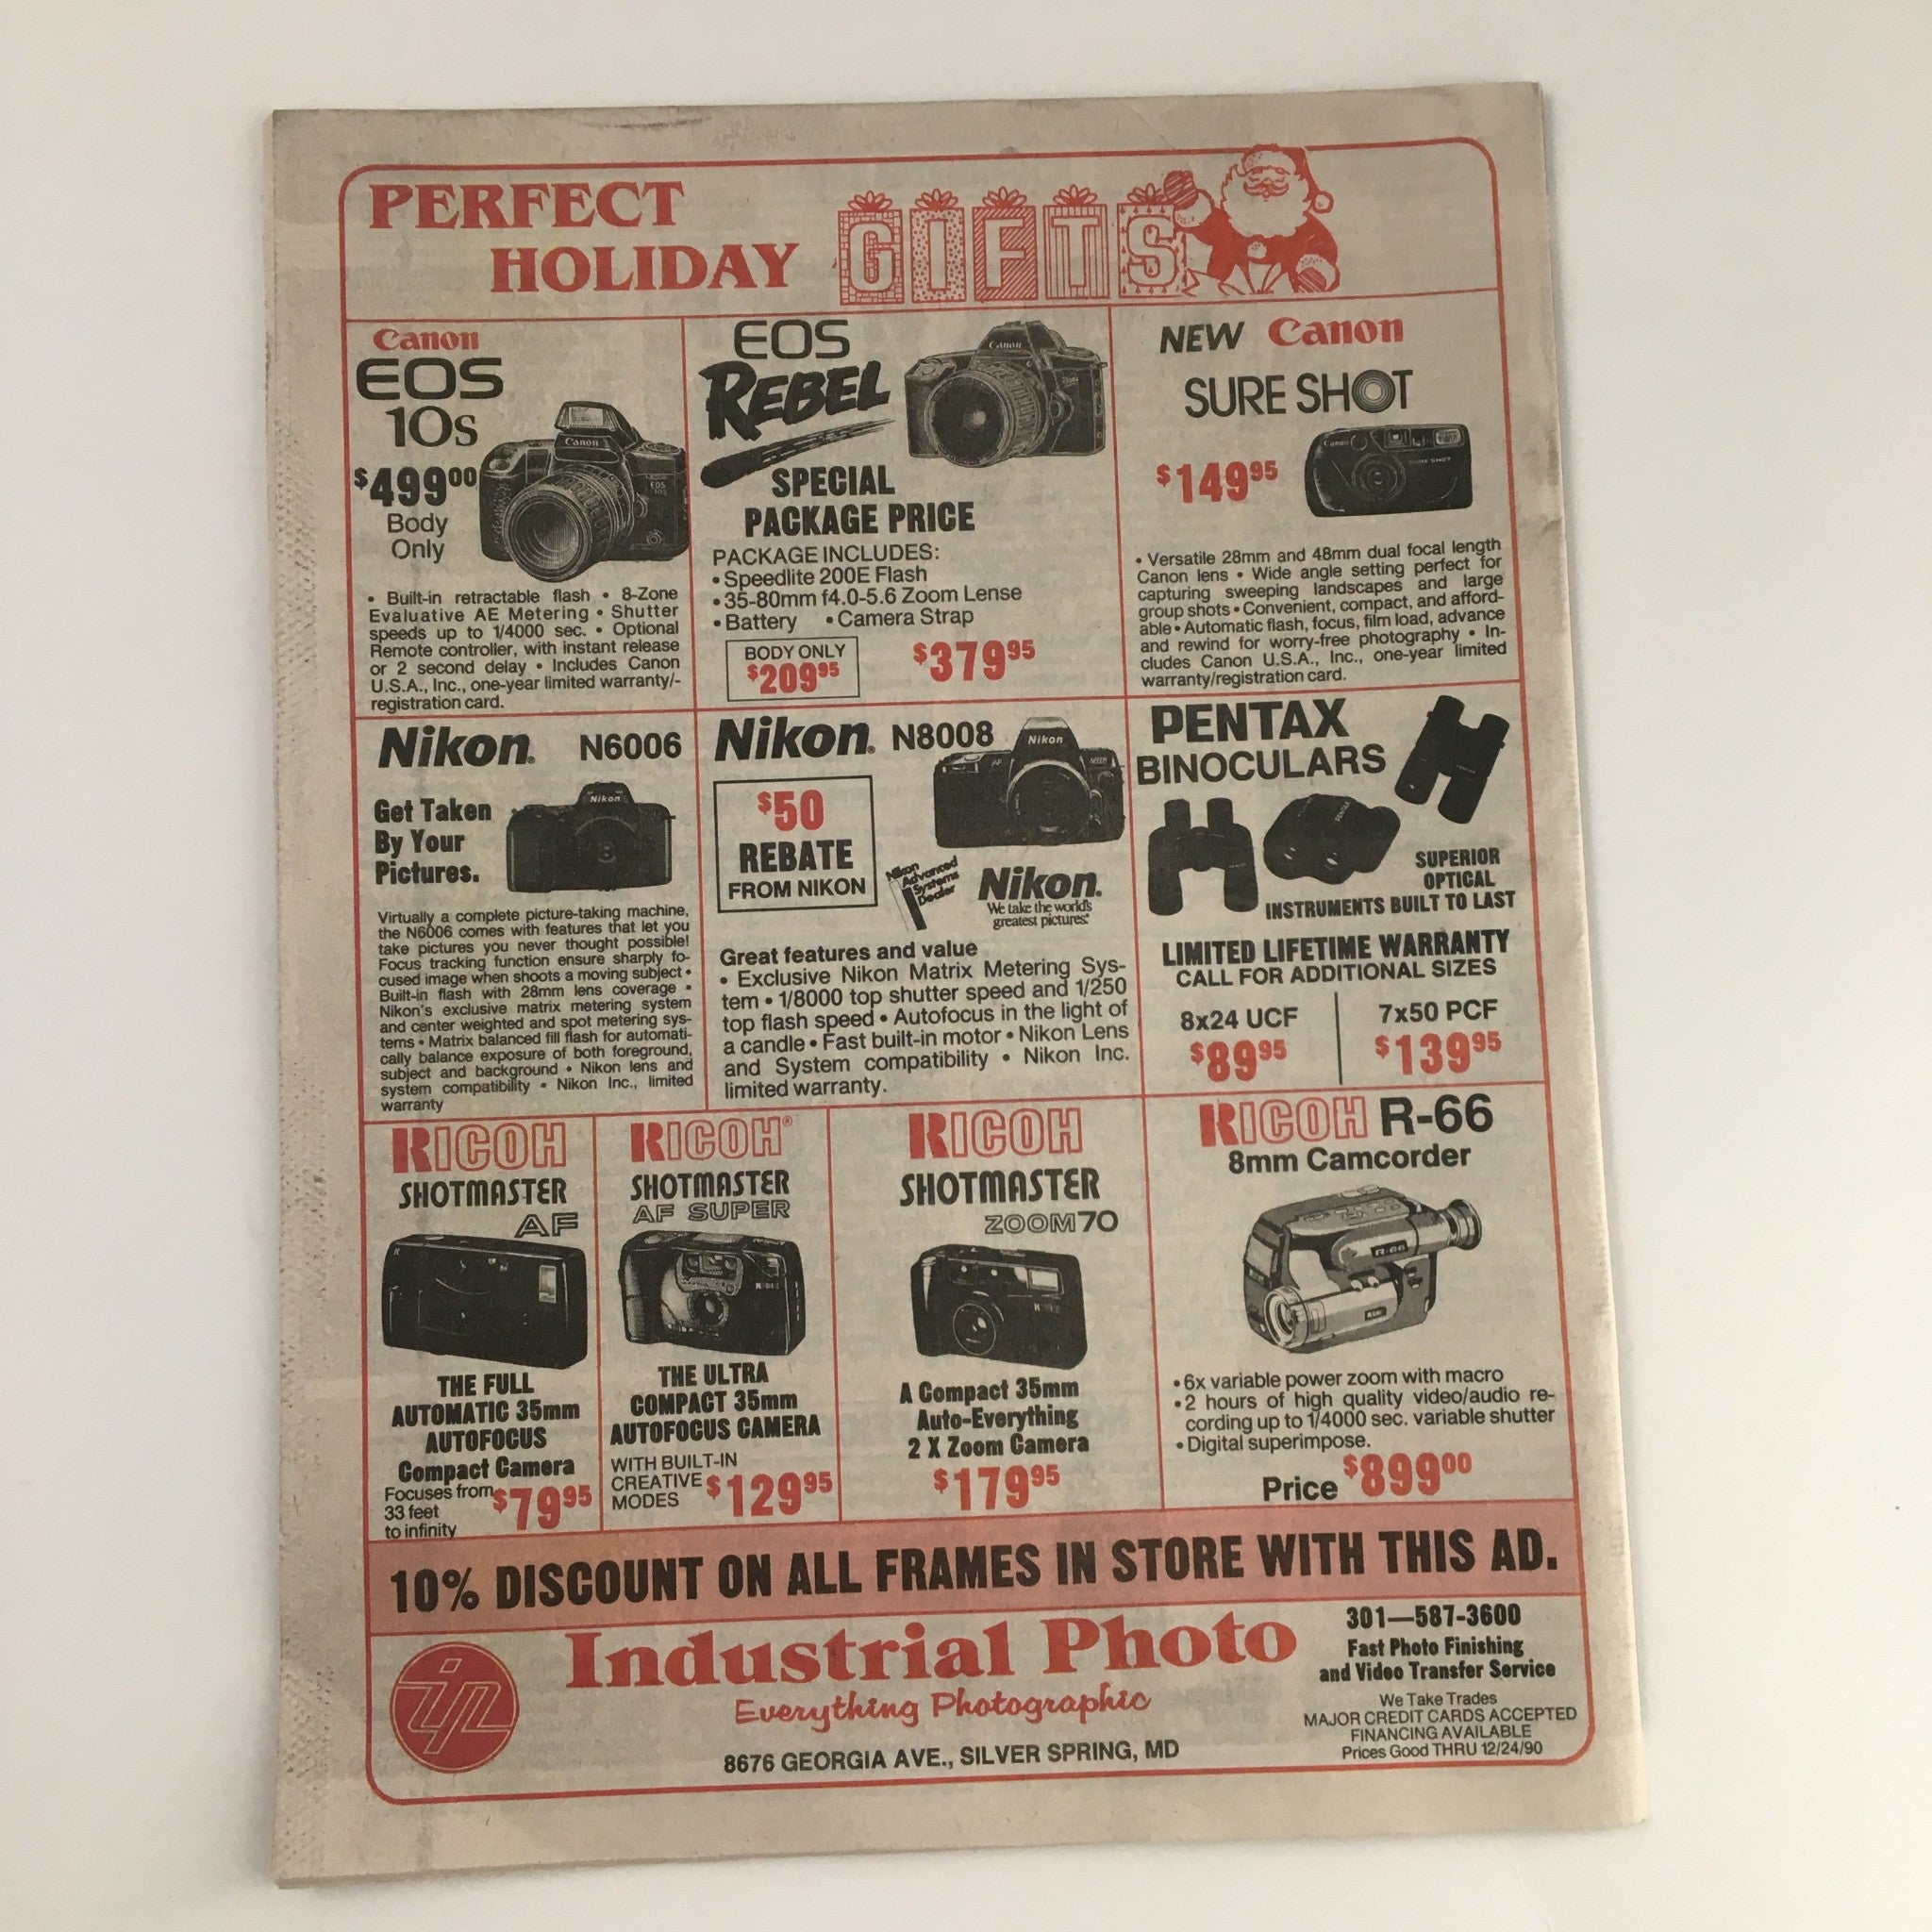 PERFECT
HOLIDAY GIFTS
Canon
EOS
10s
$499 00
Body
Only
Canon
EOS
10s
• Built-in retractable flash • 8-Zone
Evaluative AE Metering • Shutter
speeds up to 1/4000 sec. • Optional
Remote controller, with instant release
or 2 second delay • Includes Canon
U.S.A., Inc., one-year limited warranty/-
registration card.
EOS
REBEL
Canon
SPECIAL
PACKAGE PRICE
PACKAGE INCLUDES:
• Speedlite 200E Flash
• 35-80mm f4.0-5.6 Zoom Lense
• Battery • Camera Strap
BODY ONLY
$209 95
$379 95
NEW Canon
SURE SHOT
$149 95
Canon
SURE SHOT
• Versatile 28mm and 48mm dual focal length
Canon lens • Wide angle setting perfect for
capturing sweeping landscapes and large
group shots • Convenient, compact, and afford-
able • Automatic flash, focus, film load, advance
and rewind for worry-free photography • In-
cludes Canon U.S.A., Inc., one-year limited
warranty/registration card.
Nikon. N6006
Get Taken
By Your
Pictures.
Nikon
Virtually a complete picture-taking machine,
the N6006 comes with features that let you
take pictures you never thought possible!
Focus tracking function ensure sharply fo-
cused image when shoots a moving subject •
Built-in flash with 28mm lens coverage •
Nikon's exclusive matrix metering system
and center weighted and spot metering sys-
tems • Matrix balanced fill flash for automati-
cally balance exposure of both foreground,
subject and background • Nikon lens and
system compatibility • Nikon Inc., limited
warranty
Nikon. N8008
Nikon
AF
$50
REBATE
FROM NIKON
Nikon
Advanced
Systems
Dealer
Nikon.
We take the world's
greatest pictures.
Great features and value
• Exclusive Nikon Matrix Metering Sys-
tem • 1/8000 top shutter speed and 1/250
top flash speed • Autofocus in the light of
a candle • Fast built-in motor • Nikon Lens
and System compatibility • Nikon Inc.
limited warranty.
PENTAX
BINOCULARS
PENTAX
SUPERIOR
OPTICAL
INSTRUMENTS BUILT TO LAST
LIMITED LIFETIME WARRANTY
CALL FOR ADDITIONAL SIZES
8x24 UCF
$89 95
7x50 PCF
$139 95
RICOH
SHOTMASTER
AF
R
THE FULL
AUTOMATIC 35mm
AUTOFOCUS
Compact Camera
Focuses from
33 feet
to infinity
$79 95
RICOH®
SHOTMASTER
AF SUPER
THE ULTRA
COMPACT 35mm
AUTOFOCUS CAMERA
WITH BUILT-IN
CREATIVE
MODES
$129 95
RICOH
SHOTMASTER
ZOOM 70
A Compact 35mm
Auto-Everything
2 X Zoom Camera
$179 95
RICOH R-66
8mm Camcorder
R-66
• 6x variable power zoom with macro
• 2 hours of high quality video/audio re-
cording up to 1/4000 sec. variable shutter
• Digital superimpose.
Price $899 00
10% DISCOUNT ON ALL FRAMES IN STORE WITH THIS AD.
ip
Industrial Photo
Everything Photographic
8676 GEORGIA AVE., SILVER SPRING, MD
301—587-3600
Fast Photo Finishing
and Video Transfer Service
We Take Trades
MAJOR CREDIT CARDS ACCEPTED
FINANCING AVAILABLE
Prices Good THRU 12/24/90